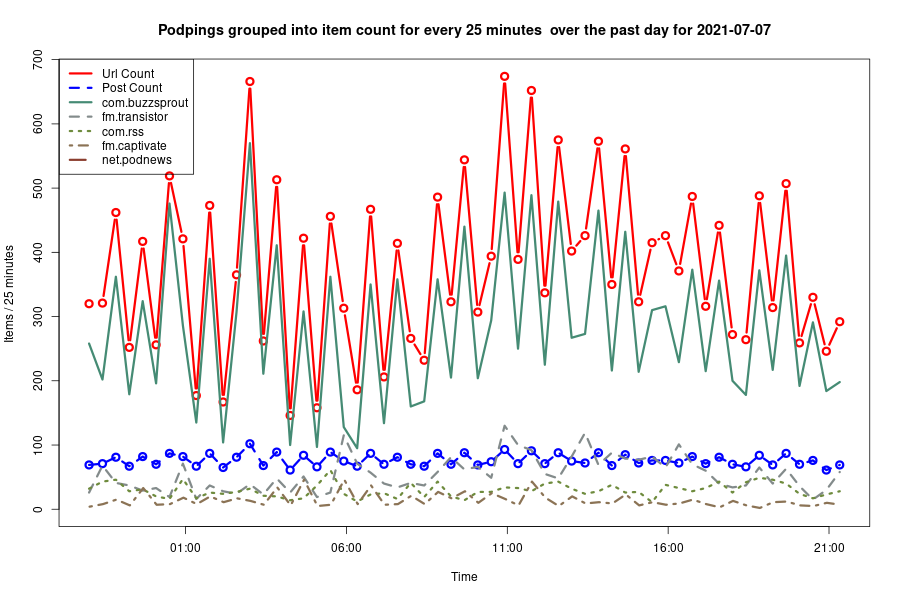 Podpings grouped into item count for every 25 minutes  over the past day for 2021-07-07
Url Count
Post Count
com.buzzsprout
fm.transistor
com.rss
fm.captivate
net.podnews
700
600
500
400
300
200
100
0
Items / 25 minutes
01:00 06:00 11:00 16:00 21:00
Time